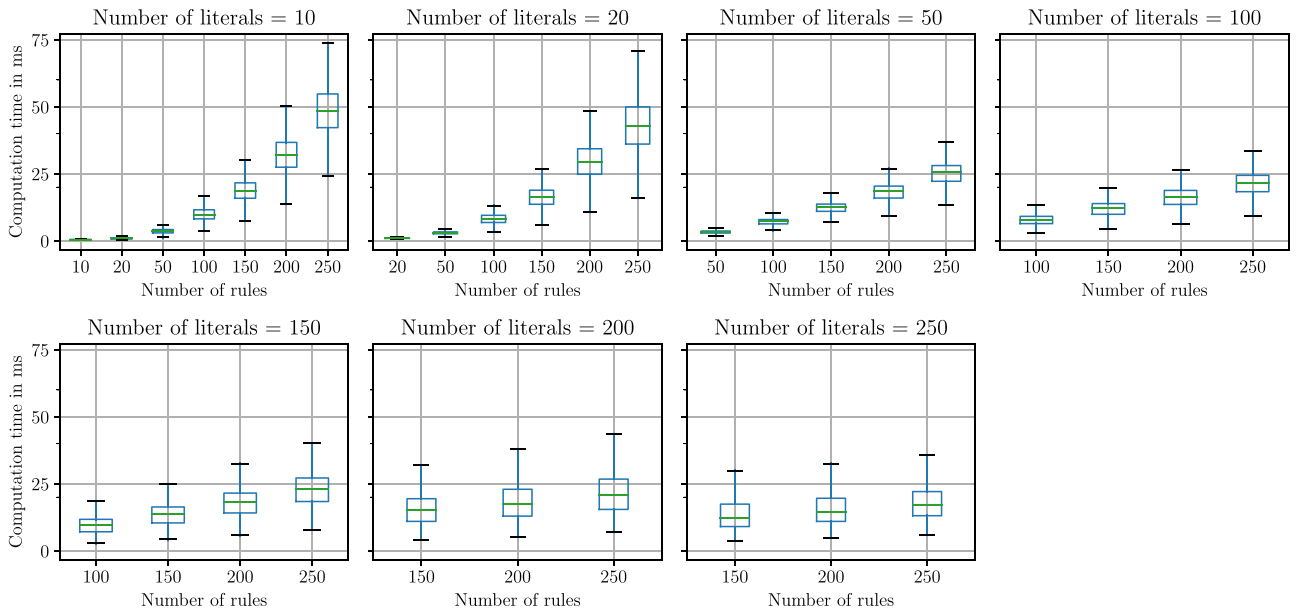 Number of literals = 10
Number of literals = 20
Number of literals = 50
Number of literals = 100
Computation time in ms
75
50
25
0
10 20 50 100 150 200 250
20 50 100 150 200 250
50 100 150 200 250
100 150 200 250
Number of rules
Number of rules
Number of rules
Number of rules
Number of literals = 150
Number of literals = 200
Number of literals = 250
Computation time in ms
75
50
25
0
100 150 200 250
150 200 250
150 200 250
Number of rules
Number of rules
Number of rules